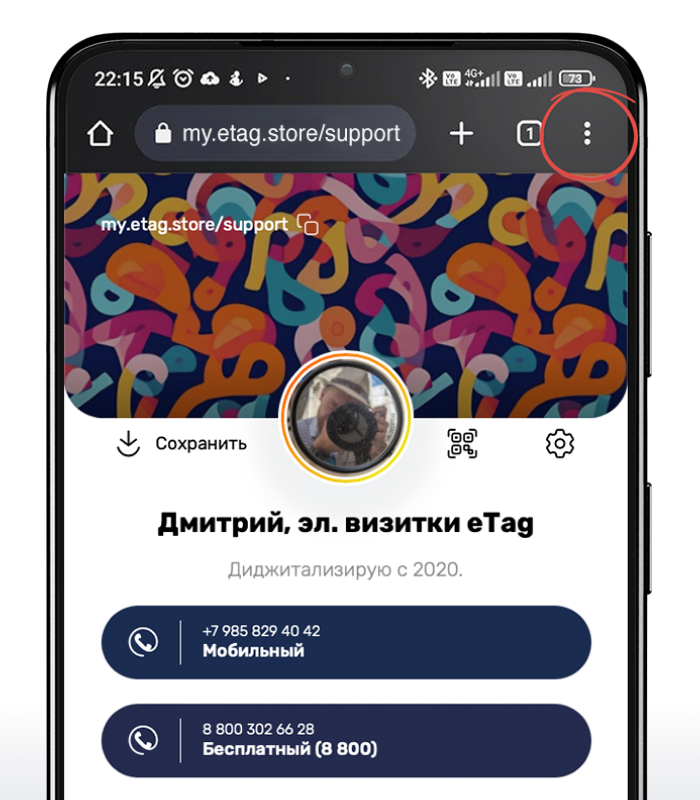 22:15
4G+
Vo LTE
Vo LTE
73
my.etag.store/support
1
my.etag.store/support
Сохранить
Дмитрий, эл. визитки eTag
Диджитализирую с 2020.
+7 985 829 40 42
Мобильный
8 800 302 66 28
Бесплатный (8 800)